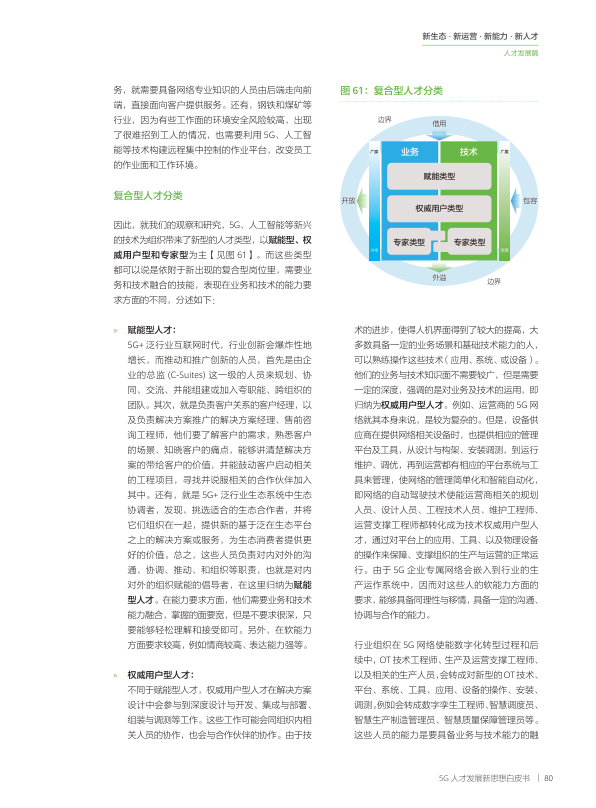 新生态 · 新运营 · 新能力 · 新人才
人才发展篇
务，就需要具备网络专业知识的人员由后端走向前
端，直接面向客户提供服务。还有，钢铁和煤矿等
行业，因为有些工作面的环境安全风险较高，出现
了很难招到工人的情况，也需要利用 5G、人工智
能等技术构建远程集中控制的作业平台，改变员工
的作业面和工作环境。
复合型人才分类
因此，就我们的观察和研究，5G、人工智能等新兴
的技术为组织带来了新型的人才类型，以赋能型、权
威用户型和专家型为主【见图 61】。而这些类型
都可以说是依附于新出现的复合型岗位里，需要业
务和技术融合的技能，表现在业务和技术的能力要
求方面的不同，分述如下：
» 赋能型人才：
5G+ 泛行业互联网时代，行业创新会爆炸性地
增长，而推动和推广创新的人员，首先是由企
业的总监 (C-Suites) 这一级的人员来规划、协
同、交流、并能组建或加入夸职能、跨组织的
团队。其次，就是负责客户关系的客户经理，以
及负责解决方案推广的解决方案经理、售前咨
询工程师，他们要了解客户的需求，熟悉客户
的场景、知晓客户的痛点，能够讲清楚解决方
案的带给客户的价值，并能鼓动客户启动相关
的工程项目，寻找并说服相关的合作伙伴加入
其中。还有，就是 5G+ 泛行业生态系统中生态
协调者，发现，挑选适合的生态合作者，并将
它们组织在一起，提供新的基于泛在生态平台
之上的解决方案或服务，为生态消费者提供更
好的价值。总之，这些人员负责对内对外的沟
通、协调、推动、和组织等职责，也就是对内
对外的组织赋能的倡导者，在这里归纳为赋能
型人才。在能力要求方面，他们需要业务和技术
能力融合，掌握的面要宽，但是不要求很深，只
要能够轻松理解和接受即可。另外，在软能力
方面要求较高，例如情商较高、表达能力强等。
» 权威用户型人才：
不同于赋能型人才，权威用户型人才在解决方案
设计中会参与到深度设计与开发、集成与部署、
组装与调测等工作。这些工作可能会同组织内相
关人员的协作，也会与合作伙伴的协作。由于技
图 61：复合型人才分类
边界
借用
广度
业务
技术
广度
赋能类型
开放
权威用户类型
包容
专家类型
专家类型
外溢
边界
术的进步，使得人机界面得到了较大的提高，大
多数具备一定的业务场景和基础技术能力的人，
可以熟练操作这些技术（应用、系统、或设备）。
他们的业务与技术知识面不需要较广，但是需要
一定的深度，强调的是对业务及技术的运用，即
归纳为权威用户型人才。例如、运营商的 5G 网
络就其本身来说，是较为复杂的。但是，设备供
应商在提供网络相关设备时，也提供相应的管理
平台及工具，从设计与构架、安装调测，到运行
维护、调优，再到运营都有相应的平台系统与工
具来管理，使网络的管理简单化和智能自动化，
即网络的自动驾驶技术使能运营商相关的规划
人员、设计人员、工程技术人员、维护工程师、
运营支撑工程师都转化成为技术权威用户型人
才，通过对平台上的应用、工具、以及物理设备
的操作来保障、支撑组织的生产与运营的正常运
行。由于 5G 企业专属网络会嵌入到行业的生
产运作系统中，因而对这些人的软能力方面的
要求，能够具备同理性与移情，具备一定的沟通、
协调与合作的能力。
行业组织在 5G 网络使能数字化转型过程和后
续中，OT 技术工程师、生产及运营支撑工程师、
以及相关的生产人员，会转成对新型的 OT 技术、
平台、系统、工具、应用、设备的操作、安装、
调测。例如会转成数字孪生工程师、智慧调度员、
智慧生产制造管理员、智慧质量保障管理员等。
这些人员的能力是要具备业务与技术能力的融
5G 人才发展新思想白皮书 | 80